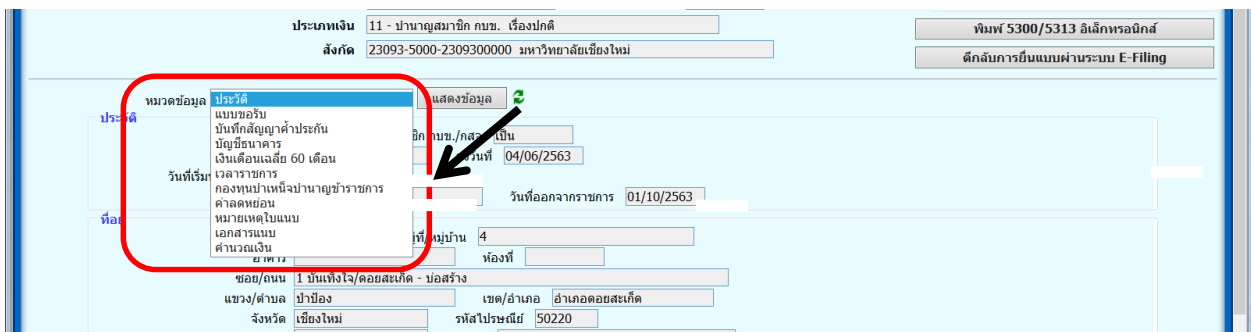 ประเภทเงิน 11 - บำนาญสมาชิก กบข. เรื่องปกติ
พิมพ์ 5300/5313 อิเล็กทรอนิกส์
สังกัด 23093-5000-2309300000 มหาวิทยาลัยเชียงใหม่
ตีกลับการยื่นแบบผ่านระบบ E-Filing
หมวดข้อมูล ประวัติ แสดงข้อมูล
ประวัติ
แบบขอรับ
บันทึกสัญญาค้ำประกัน
กบข./กสจ. เป็น
บัญชีธนาคาร
เงินเดือนเฉลี่ย 60 เดือน
วันที่ 04/06/2563
วันที่เริ่ม
เวลาราชการ
กองทุนบำเหน็จบำนาญข้าราชการ
วันที่ออกจากราชการ 01/10/2563
ค่าลดหย่อน
หมายเหตุใบแนบ
เอกสารแนบ
หมู่บ้าน 4
คำนวณเงิน
อาคาร ห้องที่
ซอย/ถนน 1 บันเทิงใจ/ดอยสะเก็ด - บ่อสร้าง
แขวง/ตำบล ป่าป้อง เขต/อำเภอ อำเภอดอยสะเก็ด
จังหวัด เชียงใหม่ รหัสไปรษณีย์ 50220